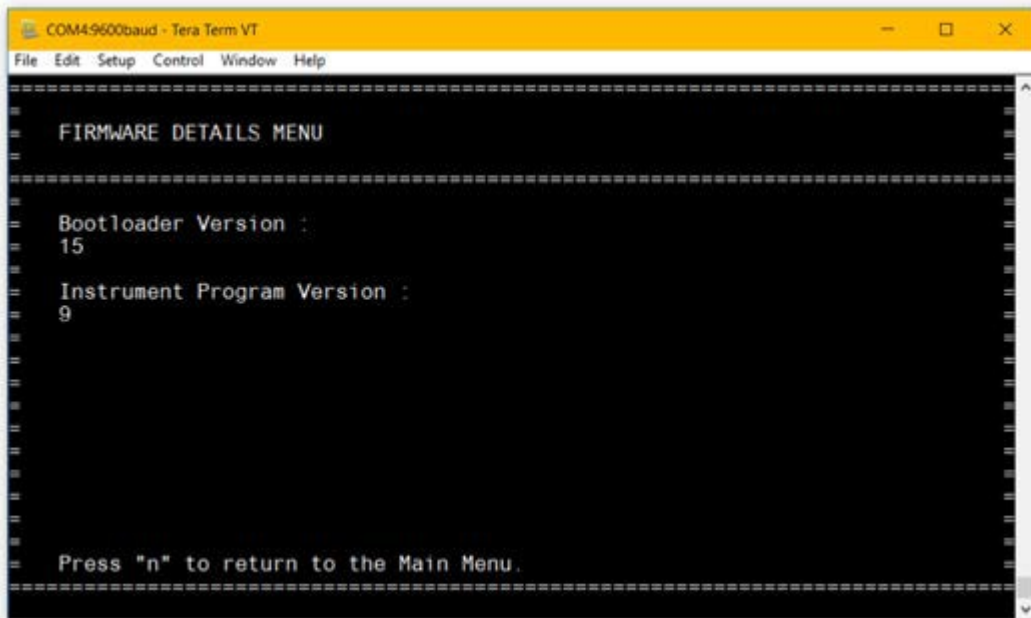 COM4:9600baud - Tera Term VT
File Edit Setup Control Window Help
FIRMWARE DETAILS MENU
Bootloader Version :
15
Instrument Program Version :
9
Press "n" to return to the Main Menu.